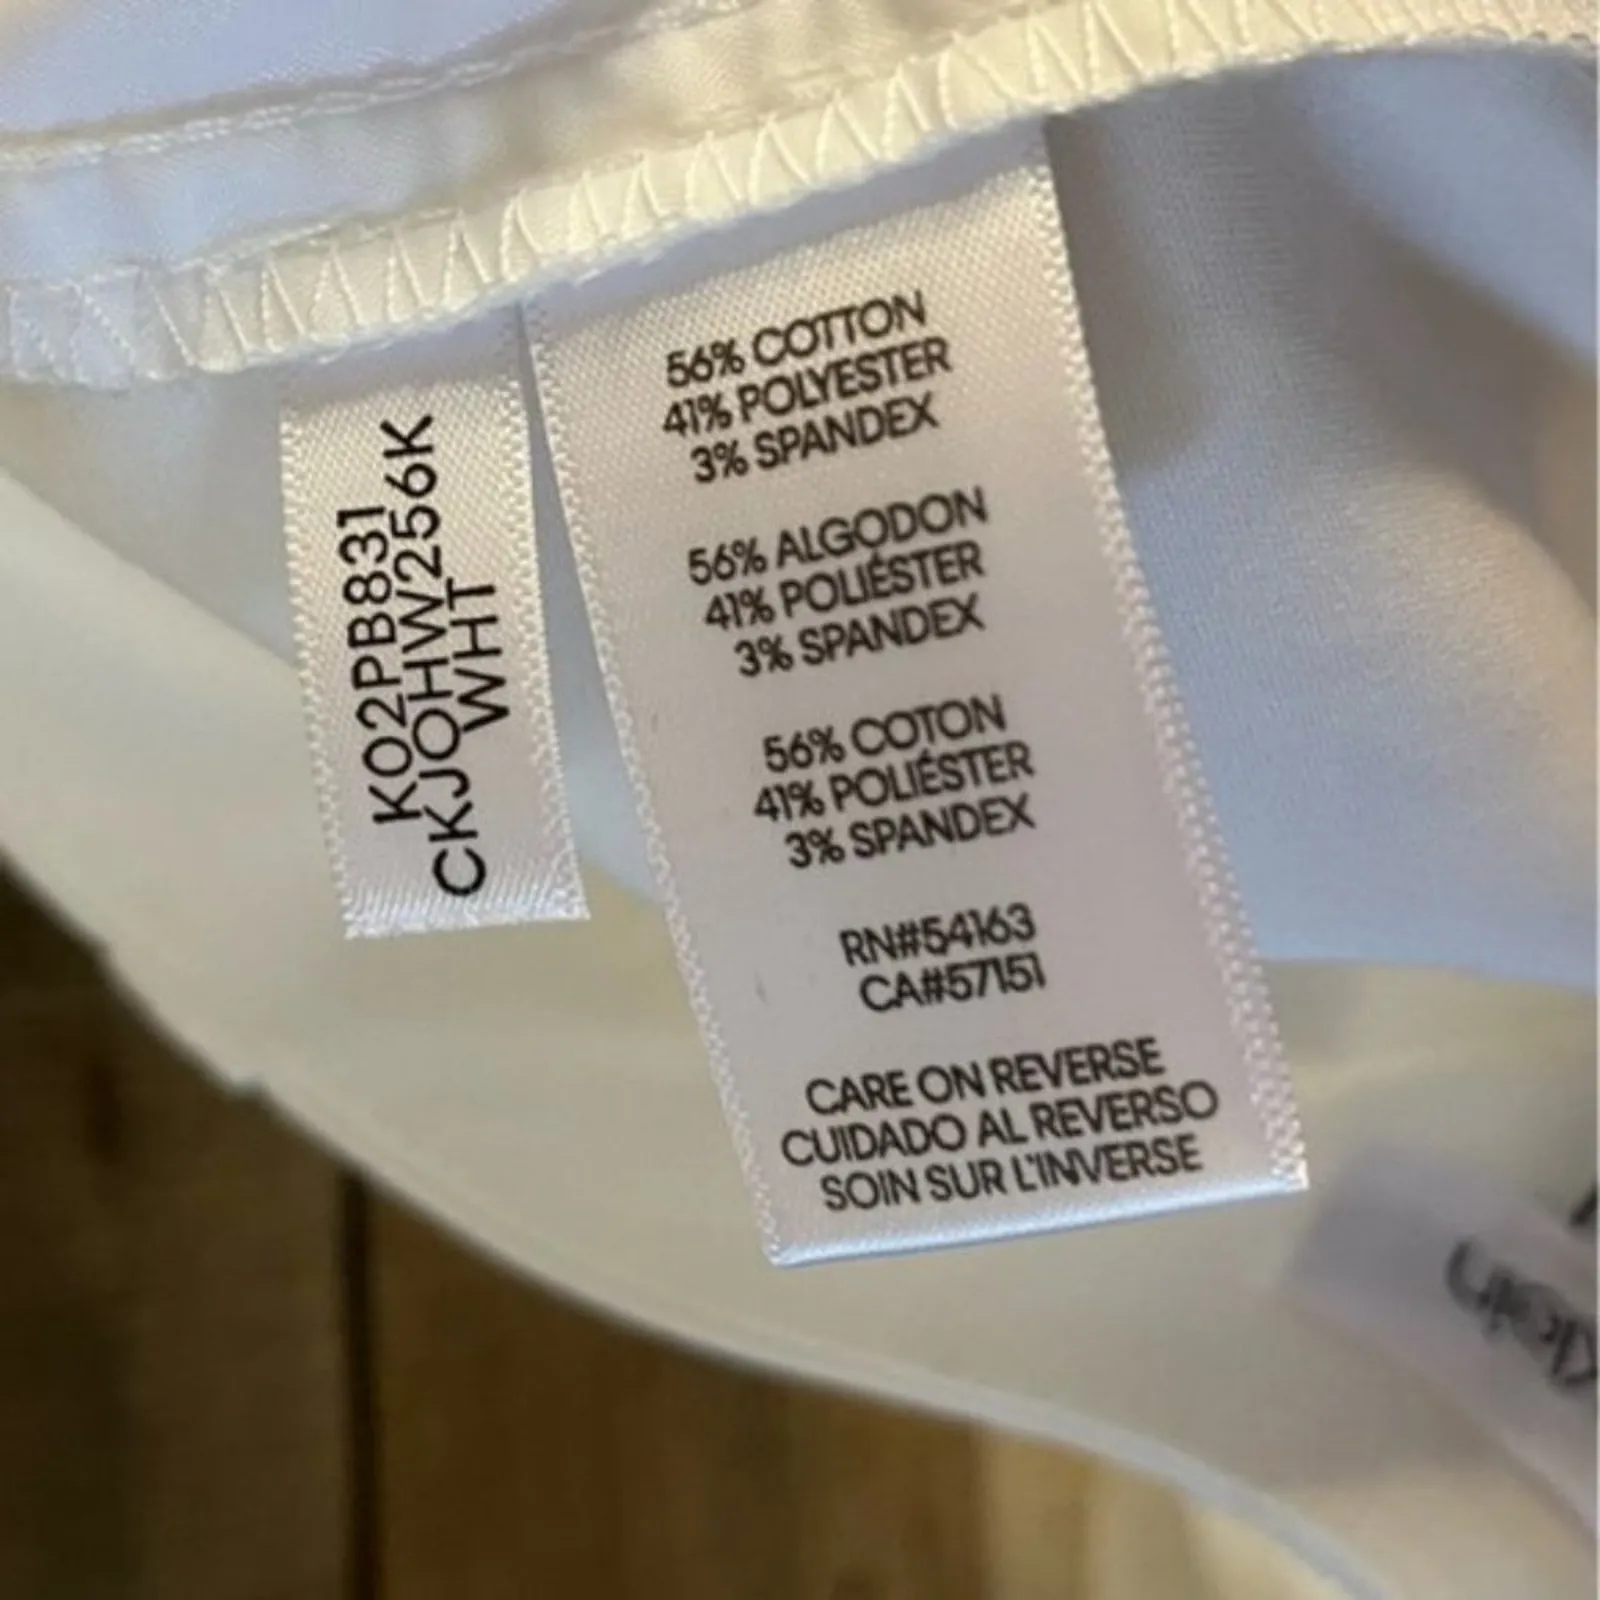 K02PB831
CKJOHW256K
WHT
56% COTTON
41% POLYESTER
3% SPANDEX
56% ALGODON
41% POLIÉSTER
3% SPANDEX
56% COTON
41% POLIÉSTER
3% SPANDEX
RN#54163
CA#57151
CARE ON REVERSE
CUIDADO AL REVERSO
SOIN SUR L'INVERSE